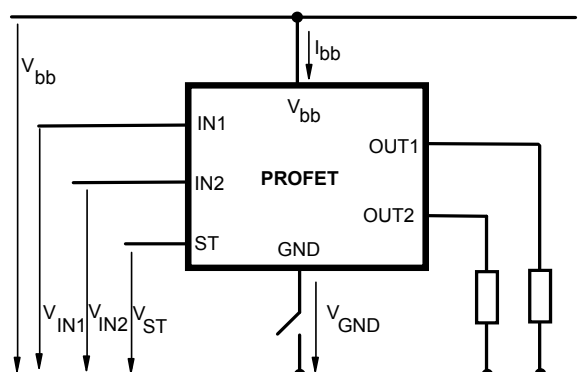 Vbb
Ibb
Vbb
IN1
OUT1
PROFET
IN2
OUT2
ST
GND
VIN1
VIN2
VST
VGND